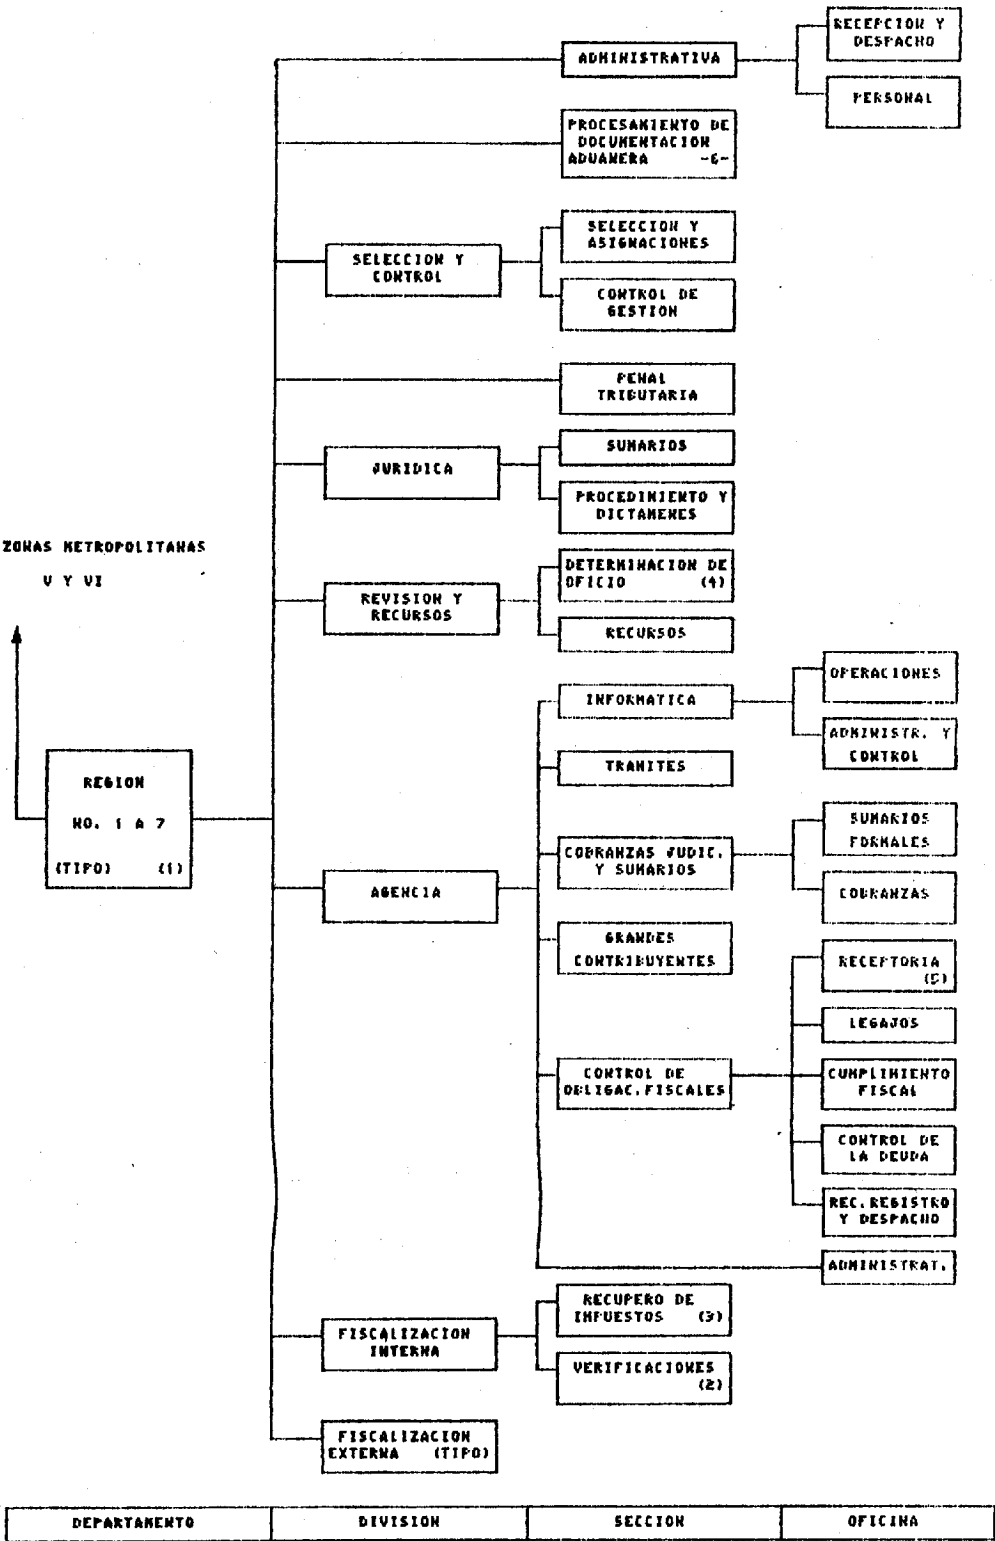 RECEPCION Y
DESPACHO
ADMINISTRATIVA
PERSONAL
PROCESAMIENTO DE
DOCUMENTACION
ADUANERA -6-
SELECCION Y
ASIGNACIONES
SELECCION Y
CONTROL
CONTROL DE
GESTION
PENAL
TRIBUTARIA
SUMARIOS
JURIDICA
PROCEDIMIENTO Y
DICTAMENES
ZONAS METROPOLITANAS
V Y VI
DETERMINACION DE
OFICIO (4)
REVISION Y
RECURSOS
RECURSOS
OPERACIONES
INFORMATICA
ADMINISTR. Y
CONTROL
TRAMITES
REGION
NO. 1 A 7
(TIPO) (1)
SUMARIOS
FORMALES
COBRANZAS JUDIC.
Y SUMARIOS
COBRANZAS
AGENCIA
GRANDES
CONTRIBUYENTES
RECEPTORIA
(5)
LEGAJOS
CONTROL DE
OBLIGAC.FISCALES
CUMPLIMIENTO
FISCAL
CONTROL DE
LA DEUDA
REC.REGISTRO
Y DESPACHO
ADMINISTRAT.
RECUPERO DE
IMPUESTOS (3)
FISCALIZACION
INTERNA
VERIFICACIONES
(2)
FISCALIZACION
EXTERNA (TIPO)
DEPARTAMENTO DIVISION SECCION OFICINA